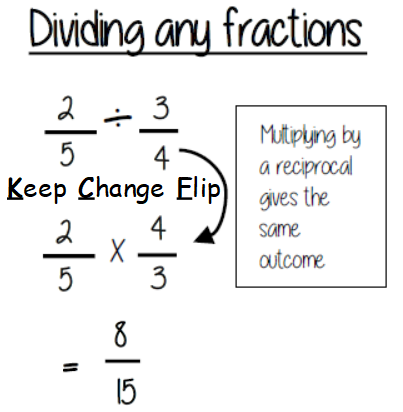 Dividing any fractions
2/5 ÷ 3/4
Keep Change Elip
2/5 x 4/3
= 8/15
Multiplying by
a reciprocal
gives the
same
outcome